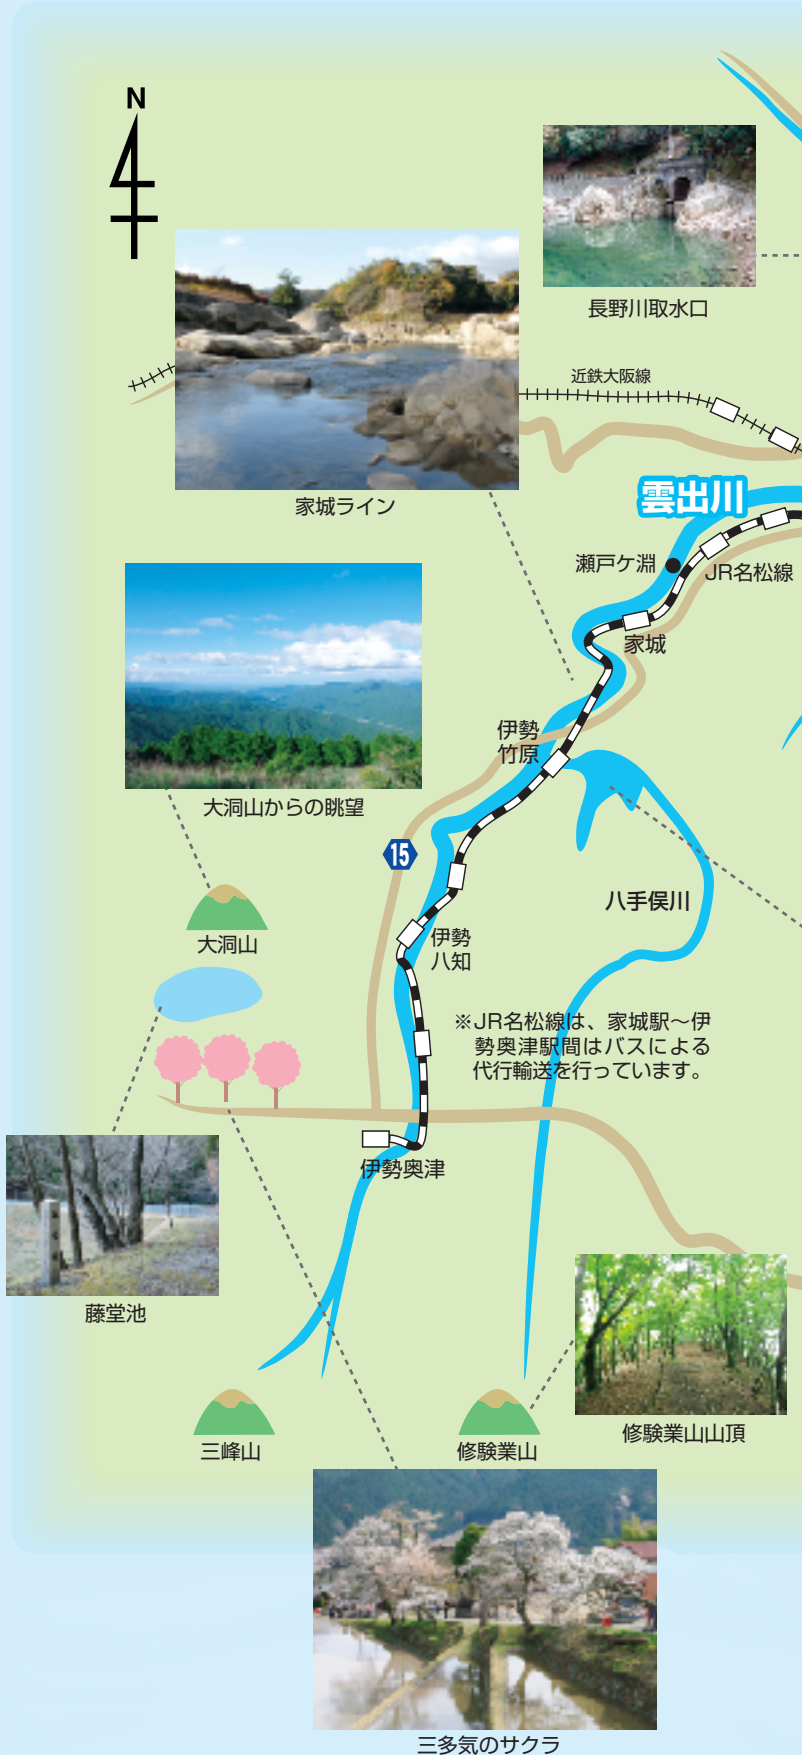 N
長野川取水口
近鉄大阪線
家城ライン
雲出川
瀬戸ケ淵
JR名松線
家城
伊勢
竹原
大洞山からの眺望
15
八手俣川
大洞山
伊勢
八知
※JR名松線は、家城駅〜伊
勢奥津駅間はバスによる
代行輸送を行っています。
伊勢奥津
藤堂池
修験業山山頂
三峰山
修験業山
三多気のサクラ